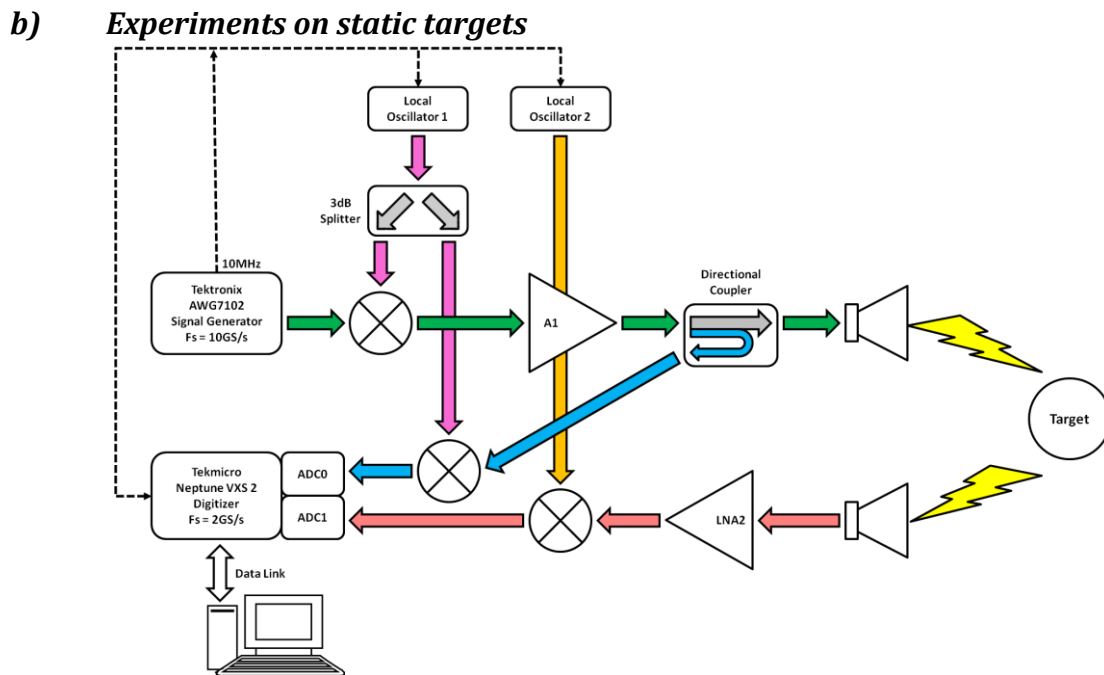 b) Experiments on static targets
Local
Oscillator 1
Local
Oscillator 2
3dB
Splitter
10MHz
Tektronix
AWG7102
Signal Generator
Fs = 10GS/s
A1
Directional
Coupler
Target
Tekmicro
Neptune VXS 2
Digitizer
Fs = 2GS/s
ADC0
ADC1
LNA2
Data Link